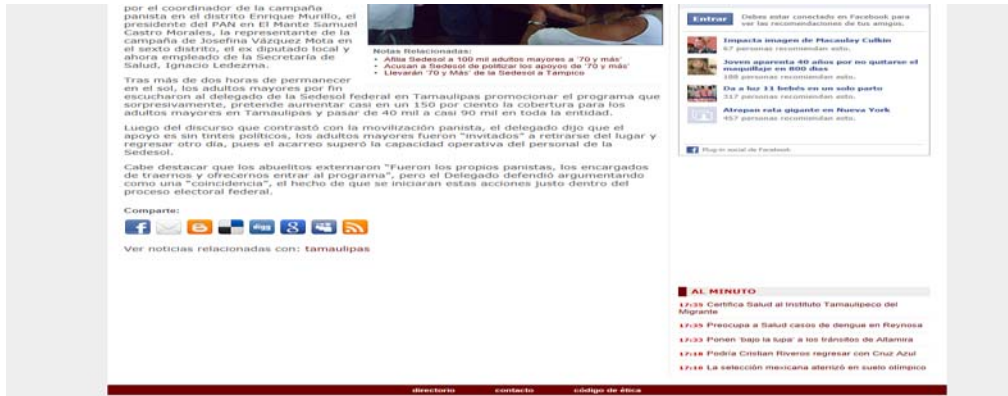 por el coordinador de la campaña
panista en el distrito Enrique Murillo, el
presidente del PAN en El Mante Samuel
Castro Morales, la representante de la
campaña de Josefina Vázquez Mota en
el sexto distrito, el ex diputado local y
ahora empleado de la Secretaría de
Salud, Ignacio Ledezma.
Notas Relacionadas:
• Afilia Sedesol a 100 mil adultos mayores a '70 y más'
• Acusan a Sedesol de politizar los apoyos de '70 y más'
• Llevarán '70 y Más' de la Sedesol a Tampico
Tras más de dos horas de permanecer
en el sol, los adultos mayores por fin
escucharon al delegado de la Sedesol federal en Tamaulipas promocionar el programa que
sorpresivamente, pretende aumentar casi en un 150 por ciento la cobertura para los
adultos mayores en Tamaulipas y pasar de 40 mil a casi 90 mil en toda la entidad.
Luego del discurso que contrastó con la movilización panista, el delegado dijo que el
apoyo es sin tintes políticos, los adultos mayores fueron "invitados" a retirarse del lugar y
regresar otro día, pues el acarreo superó la capacidad operativa del personal de la
Sedesol.
Cabe destacar que los abuelitos externaron "Fueron los propios panistas, los encargados
de traernos y ofrecernos entrar al programa", pero el Delegado defendió argumentando
como una "coincidencia", el hecho de que se iniciaran estas acciones justo dentro del
proceso electoral federal.
Comparte:
digg
Ver noticias relacionadas con: tamaulipas
Entrar
Debes estar conectado en Facebook para
ver las recomendaciones de tus amigos.
Impacta imagen de Macaulay Culkin
67 personas recomiendan esto.
Joven aparenta 40 años por no quitarse el
maquillaje en 800 días
188 personas recomiendan esto.
Da a luz 11 bebés en un solo parto
317 personas recomiendan esto.
Atrapan rata gigante en Nueva York
457 personas recomiendan esto.
Plug-in social de Facebook
AL MINUTO
17:35 Certifica Salud al Instituto Tamaulipeco del
Migrante
17:35 Preocupa a Salud casos de dengue en Reynosa
17:33 Ponen 'bajo la lupa' a los tránsitos de Altamira
17:18 Podría Cristian Riveros regresar con Cruz Azul
17:16 La selección mexicana aterrizó en suelo olímpico
directorio contacto código de ética